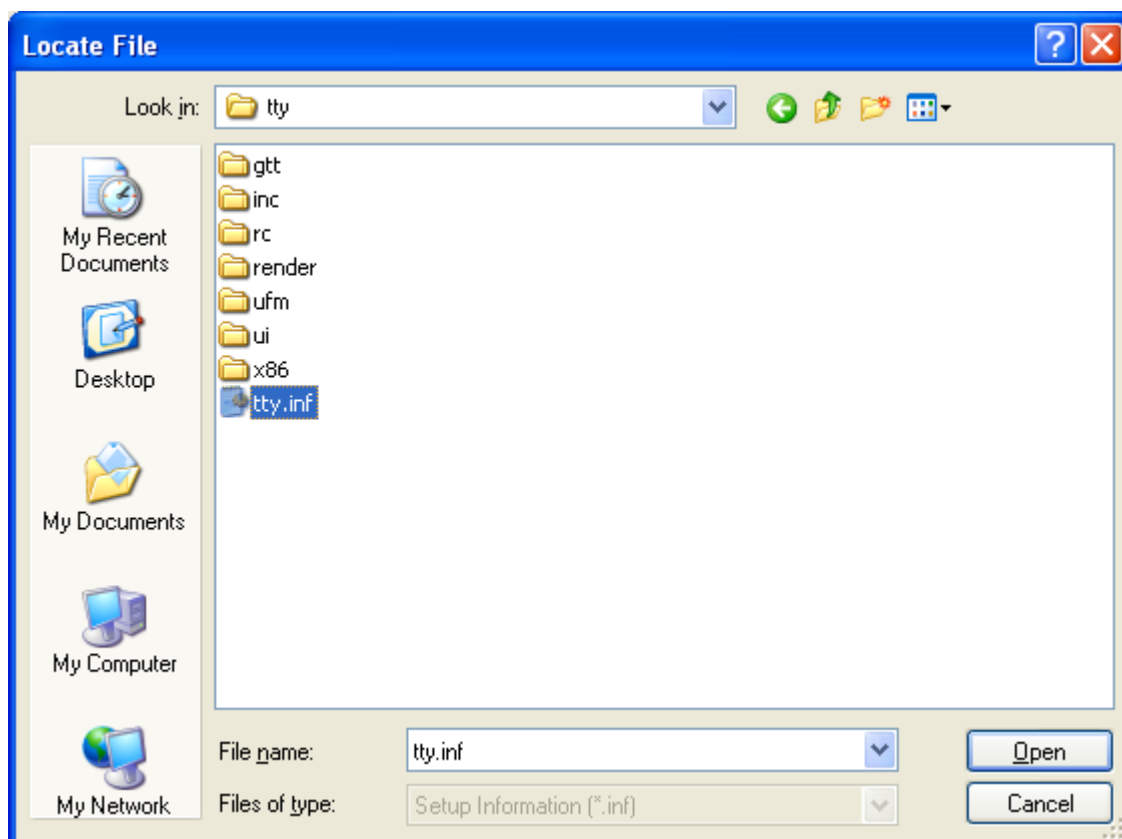 Locate File
Look in:
tty
My Recent
Documents
Desktop
My Documents
My Computer
My Network
gtt
inc
rc
render
ufm
ui
x86
tty.inf
File name:
tty.inf
Open
Files of type:
Setup Information (*.inf)
Cancel